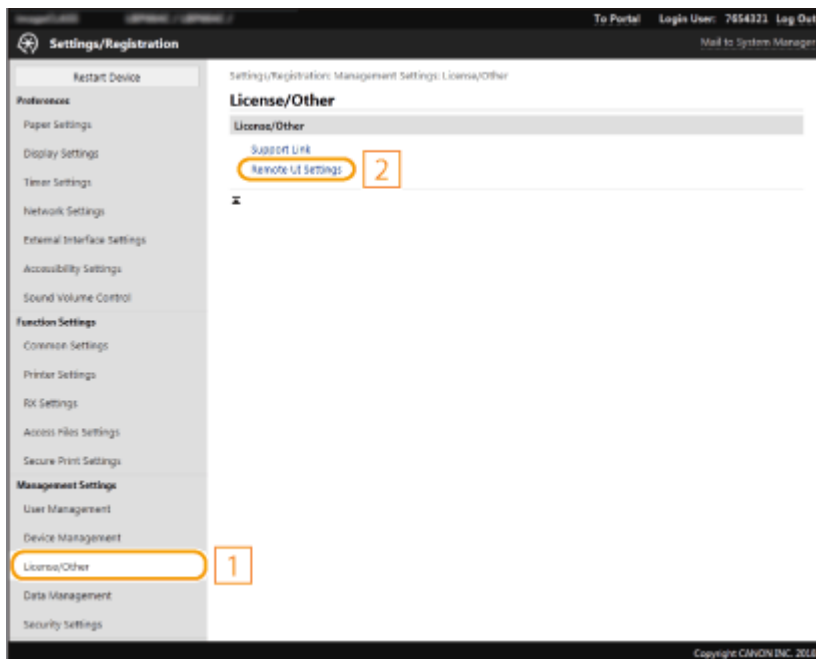 To Portal Login User: 7654321 Log Out
Settings/Registration
Mail to System Manager
Restart Device
Preferences
Paper Settings
Display Settings
Timer Settings
Network Settings
External Interface Settings
Accessibility Settings
Sound Volume Control
Function Settings
Common Settings
Printer Settings
RX Settings
Access Files Settings
Secure Print Settings
Management Settings
User Management
Device Management
License/Other
1
Data Management
Security Settings
Settings/Registration: Management Settings: License/Other
License/Other
License/Other
Support Link
Remote UI Settings
2
Copyright CANON INC. 2018